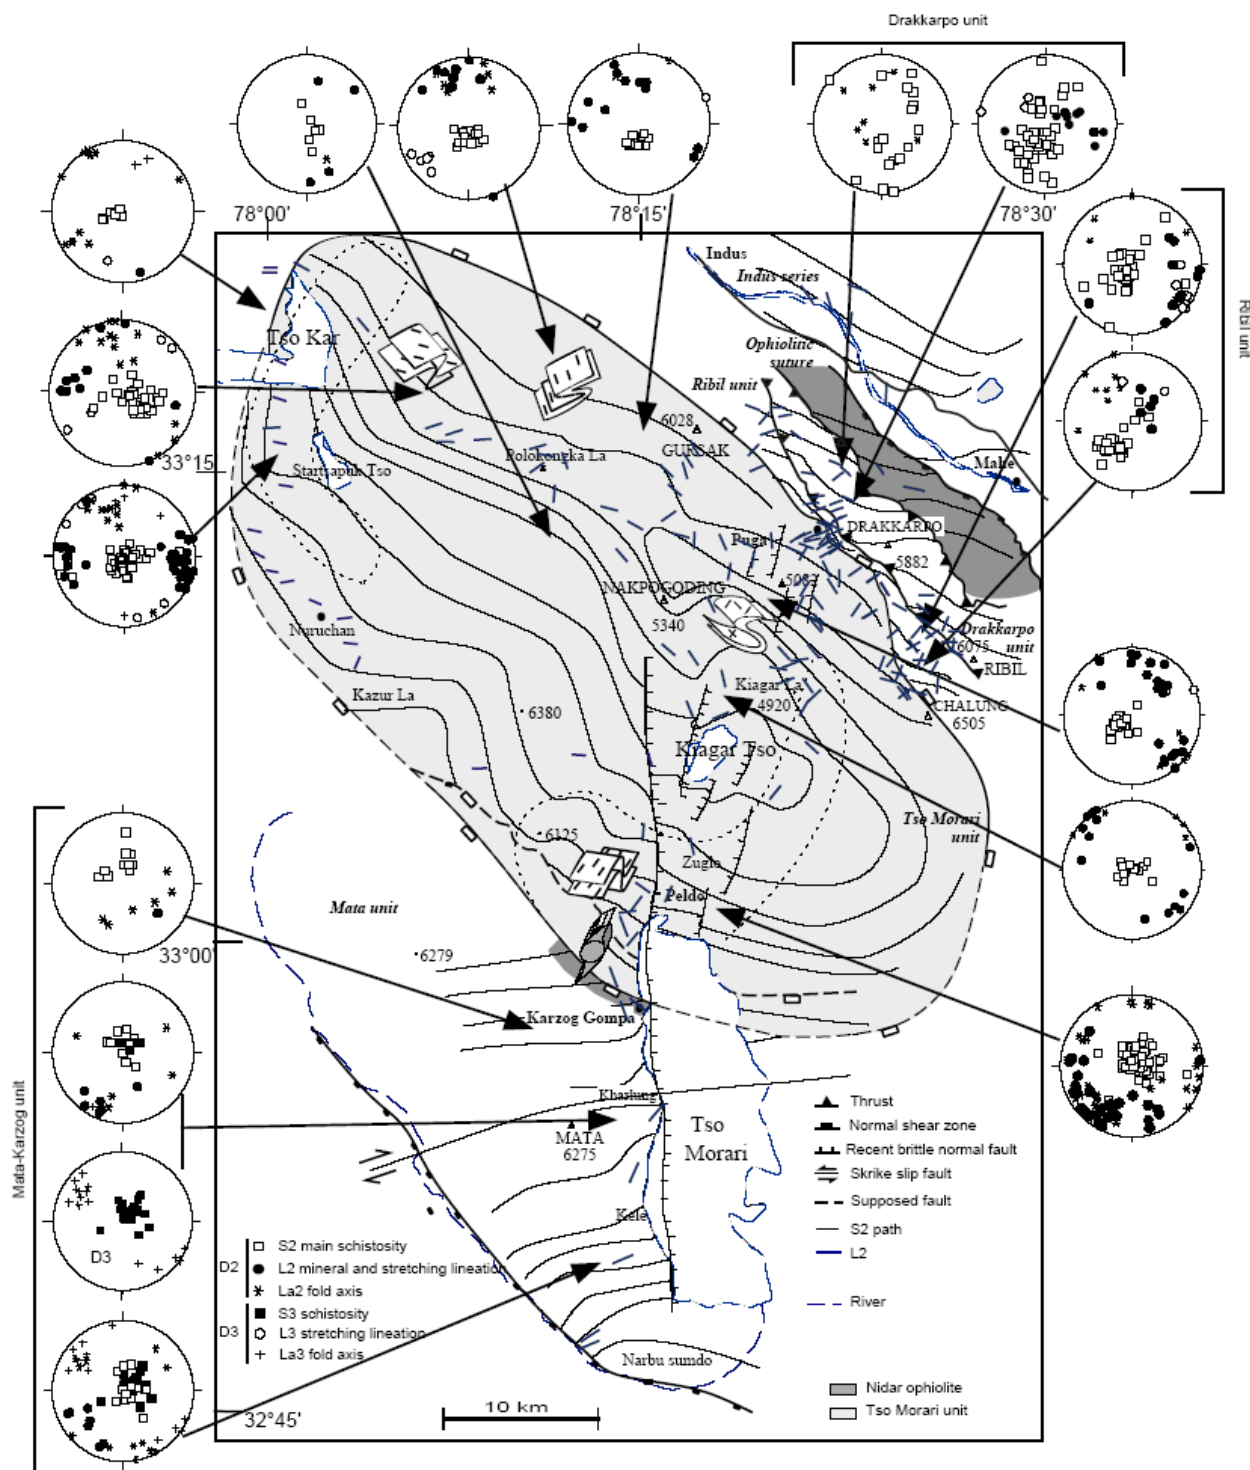 Drakkarpo unit
78°00'
78°15'
78°30'
Indus
Indus series
Ribil unit
Tso Kar
Ophiolitic
suture
Ribil unit
6028
GURSAK
33°15'
Startsapuk Tso
Polokongka La
Mahe
DRAKKARPO
Puga
5882
NAKPOGODING
5340
Nuruchan
Drakkarpo
unit
6075
RIBIL
Kazur La
Kiagar La
4920
CHALUNG
6505
6380
Kiagar Tso
Tso Morari
unit
6125
Zugle
Peldo
Mata unit
33°00'
6279
Karzog Gompa
Mata-Karzog unit
Kharlung
MATA
6275
Tso
Morari
Kele
Thrust
Normal shear zone
Recent brittle normal fault
Skrike slip fault
Supposed fault
S2 path
L2
River
D3
D2
S2 main schistosity
L2 mineral and stretching lineation
La2 fold axis
D3
S3 schistosity
L3 stretching lineation
La3 fold axis
Narbu sumdo
Nidar ophiolite
Tso Morari unit
10 km
32°45'